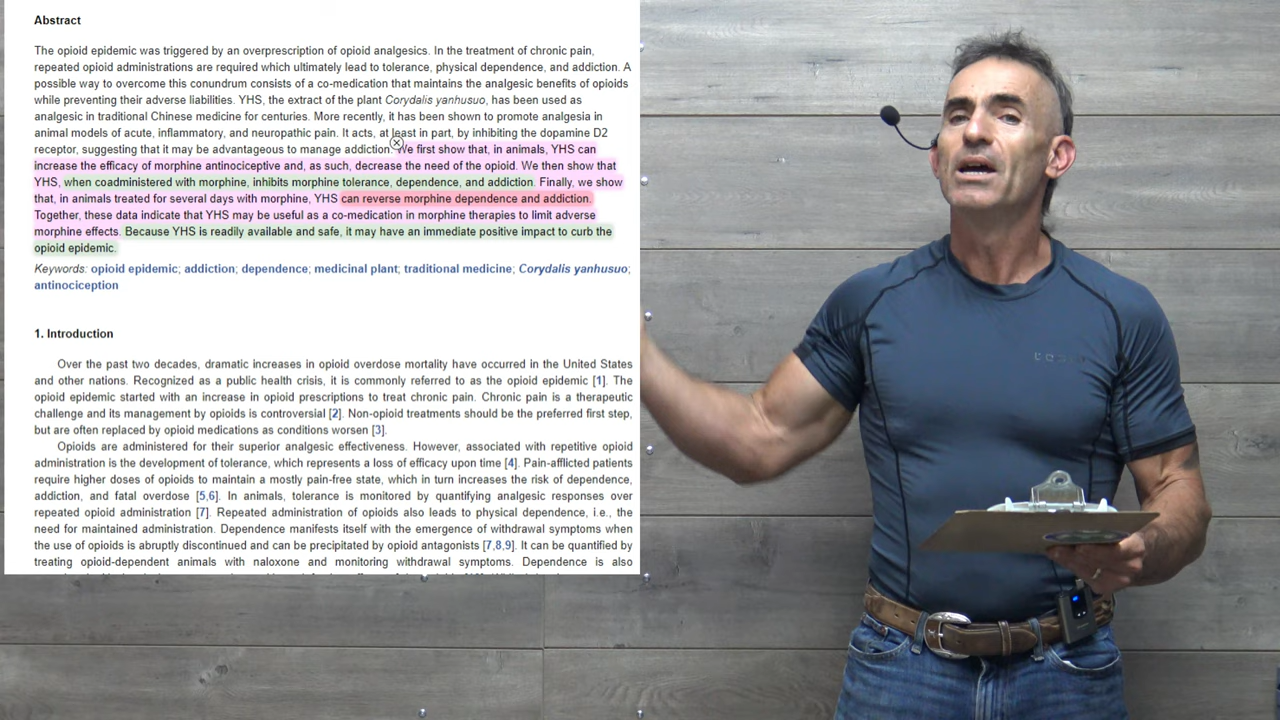 Abstract
The opioid epidemic was triggered by an overprescription of opioid analgesics. In the treatment of chronic pain,
repeated opioid administrations are required which ultimately lead to tolerance, physical dependence, and addiction. A
possible way to overcome this conundrum consists of a co-medication that maintains the analgesic benefits of opioids
while preventing their adverse liabilities. YHS, the extract of the plant Corydalis yanhusuo, has been used as
analgesic in traditional Chinese medicine for centuries. More recently, it has been shown to promote analgesia in
animal models of acute, inflammatory, and neuropathic pain. It acts, at least in part, by inhibiting the dopamine D2
receptor, suggesting that it may be advantageous to manage addiction. We first show that, in animals, YHS can
increase the efficacy of morphine antinociceptive and, as such, decrease the need of the opioid. We then show that
YHS, when coadministered with morphine, inhibits morphine tolerance, dependence, and addiction. Finally, we show
that, in animals treated for several days with morphine, YHS can reverse morphine dependence and addiction.
Together, these data indicate that YHS may be useful as a co-medication in morphine therapies to limit adverse
morphine effects. Because YHS is readily available and safe, it may have an immediate positive impact to curb the
opioid epidemic.
Keywords: opioid epidemic; addiction; dependence; medicinal plant; traditional medicine; Corydalis yanhusuo;
antinociception
1. Introduction
Over the past two decades, dramatic increases in opioid overdose mortality have occurred in the United States
and other nations. Recognized as a public health crisis, it is commonly referred to as the opioid epidemic [1]. The
opioid epidemic started with an increase in opioid prescriptions to treat chronic pain. Chronic pain is a therapeutic
challenge and its management by opioids is controversial [2]. Non-opioid treatments should be the preferred first step,
but are often replaced by opioid medications as conditions worsen [3].
Opioids are administered for their superior analgesic effectiveness. However, associated with repetitive opioid
administration is the development of tolerance, which represents a loss of efficacy upon time [4]. Pain-afflicted patients
require higher doses of opioids to maintain a mostly pain-free state, which in turn increases the risk of dependence,
addiction, and fatal overdose [5,6]. In animals, tolerance is monitored by quantifying analgesic responses over
repeated opioid administration [7]. Repeated administration of opioids also leads to physical dependence, i.e., the
need for maintained administration. Dependence manifests itself with the emergence of withdrawal symptoms when
the use of opioids is abruptly discontinued and can be precipitated by opioid antagonists [7,8,9]. It can be quantified by
treating opioid-dependent animals with naloxone and monitoring withdrawal symptoms. Dependence is also